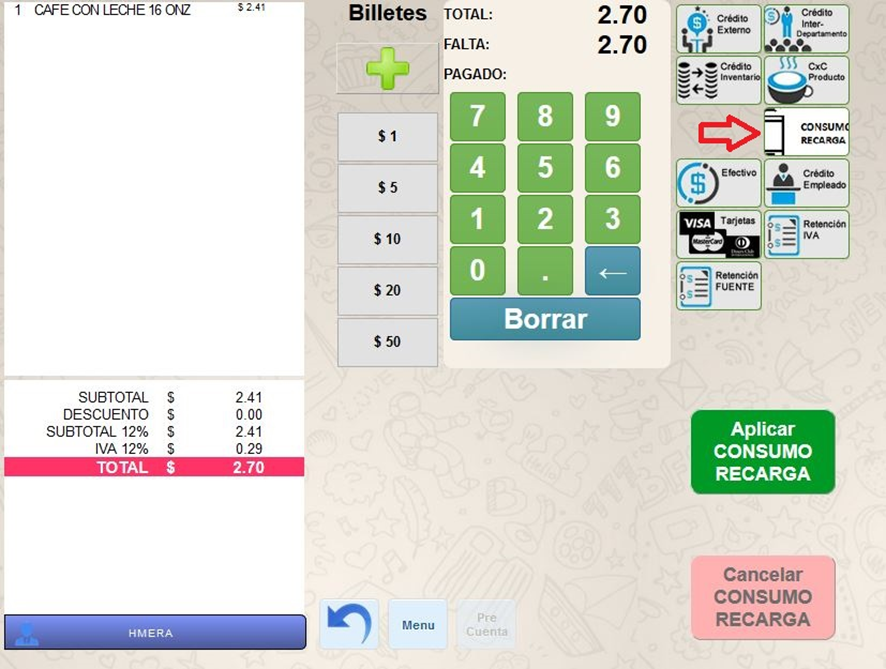 1 CAFE CON LECHE 16 ONZ $ 2.41
SUBTOTAL $ 2.41
DESCUENTO $ 0.00
SUBTOTAL 12% $ 2.41
IVA 12% $ 0.29
TOTAL $ 2.70
HMERA
Billetes
$ 1
$ 5
$ 10
$ 20
$ 50
TOTAL: 2.70
FALTA: 2.70
PAGADO:
7 8 9
4 5 6
1 2 3
0 . ←
Borrar
Menu
Pre
Cuenta
Crédito
Externo
Crédito
Inter-
Departamento
Crédito
Inventario
CxC
Producto
CONSUMO
RECARGA
Efectivo
Crédito
Empleado
VISA
MasterCard
Diners Club
Tarjetas
Retención
IVA
Retención
FUENTE
Aplicar
CONSUMO
RECARGA
Cancelar
CONSUMO
RECARGA